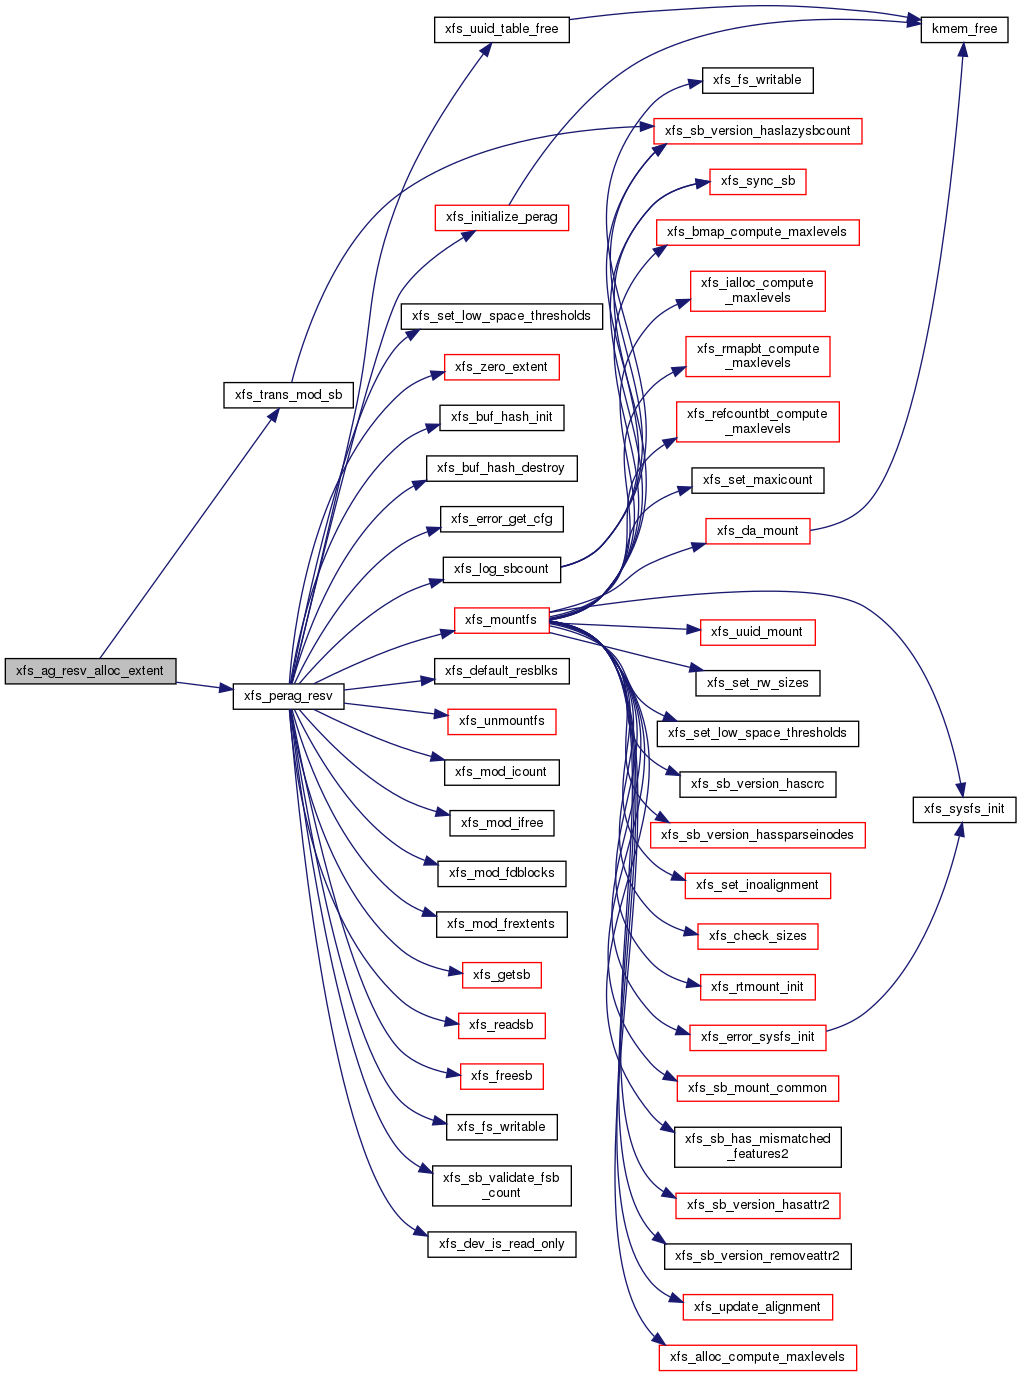 xfs_ag_resv_alloc_extent
xfs_trans_mod_sb
xfs_perag_resv
xfs_uuid_table_free
xfs_initialize_perag
xfs_set_low_space_thresholds
xfs_zero_extent
xfs_buf_hash_init
xfs_buf_hash_destroy
xfs_error_get_cfg
xfs_log_sbcount
xfs_mountfs
xfs_default_resblks
xfs_unmountfs
xfs_mod_icount
xfs_mod_ifree
xfs_mod_fdblocks
xfs_mod_frextents
xfs_getsb
xfs_readsb
xfs_freesb
xfs_fs_writable
xfs_sb_validate_fsb
_count
xfs_dev_is_read_only
xfs_fs_writable
xfs_sb_version_haslazysbcount
xfs_sync_sb
xfs_bmap_compute_maxlevels
xfs_ialloc_compute
_maxlevels
xfs_rmapbt_compute
_maxlevels
xfs_refcountbt_compute
_maxlevels
xfs_set_maxicount
xfs_da_mount
xfs_uuid_mount
xfs_set_rw_sizes
xfs_set_low_space_thresholds
xfs_sb_version_hascrc
xfs_sb_version_hassparseinodes
xfs_set_inoalignment
xfs_check_sizes
xfs_rtmount_init
xfs_error_sysfs_init
xfs_sb_mount_common
xfs_sb_has_mismatched
_features2
xfs_sb_version_hasattr2
xfs_sb_version_removeattr2
xfs_update_alignment
xfs_alloc_compute_maxlevels
kmem_free
xfs_sysfs_init